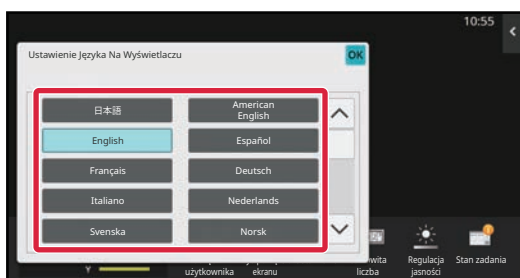 10:55
Ustawienie Języka Na Wyświetlaczu
OK
日本語
American
English
English
Español
Français
Deutsch
Italiano
Nederlands
Svenska
Norsk
Regulacja
Stan zadania
użytkownika
ekranu
liczba
jasności
Y